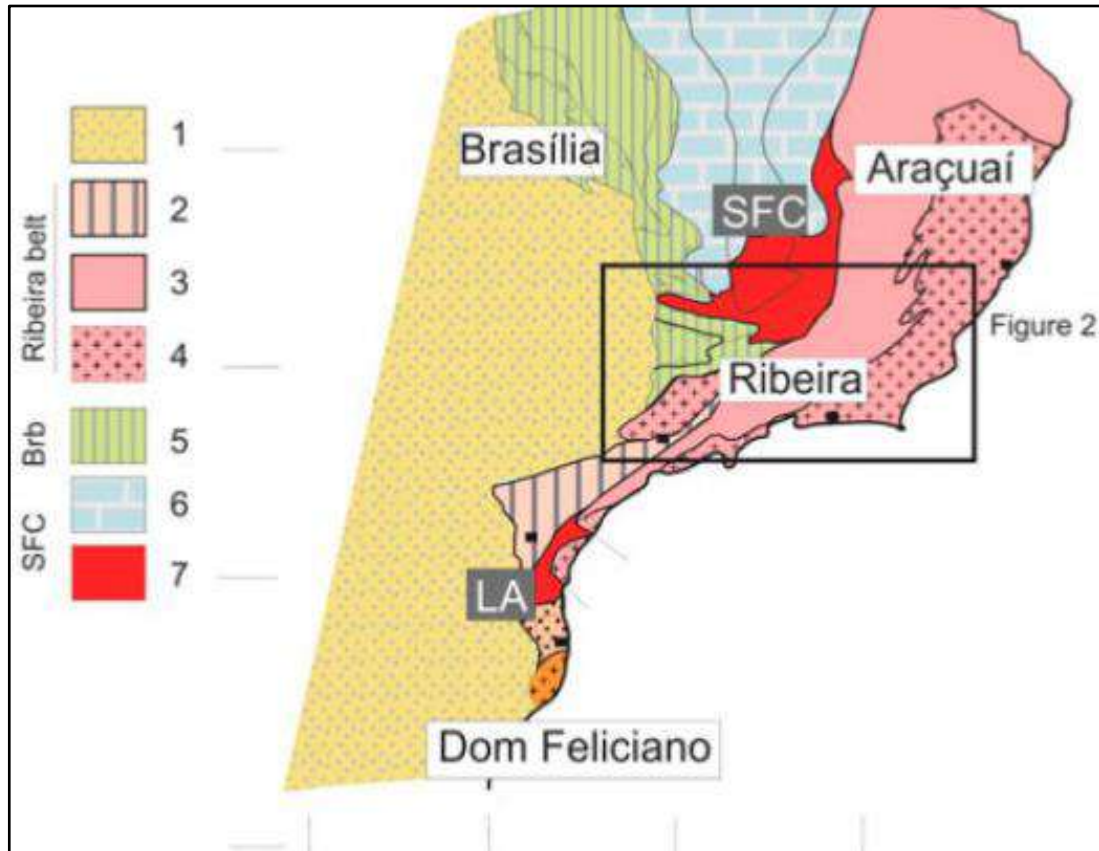 Brasília
Araçuaí
SFC
Figure 2
Ribeira
LA
Dom Feliciano
1
2
3
4
5
6
7
Ribeira belt
Brb
SFC